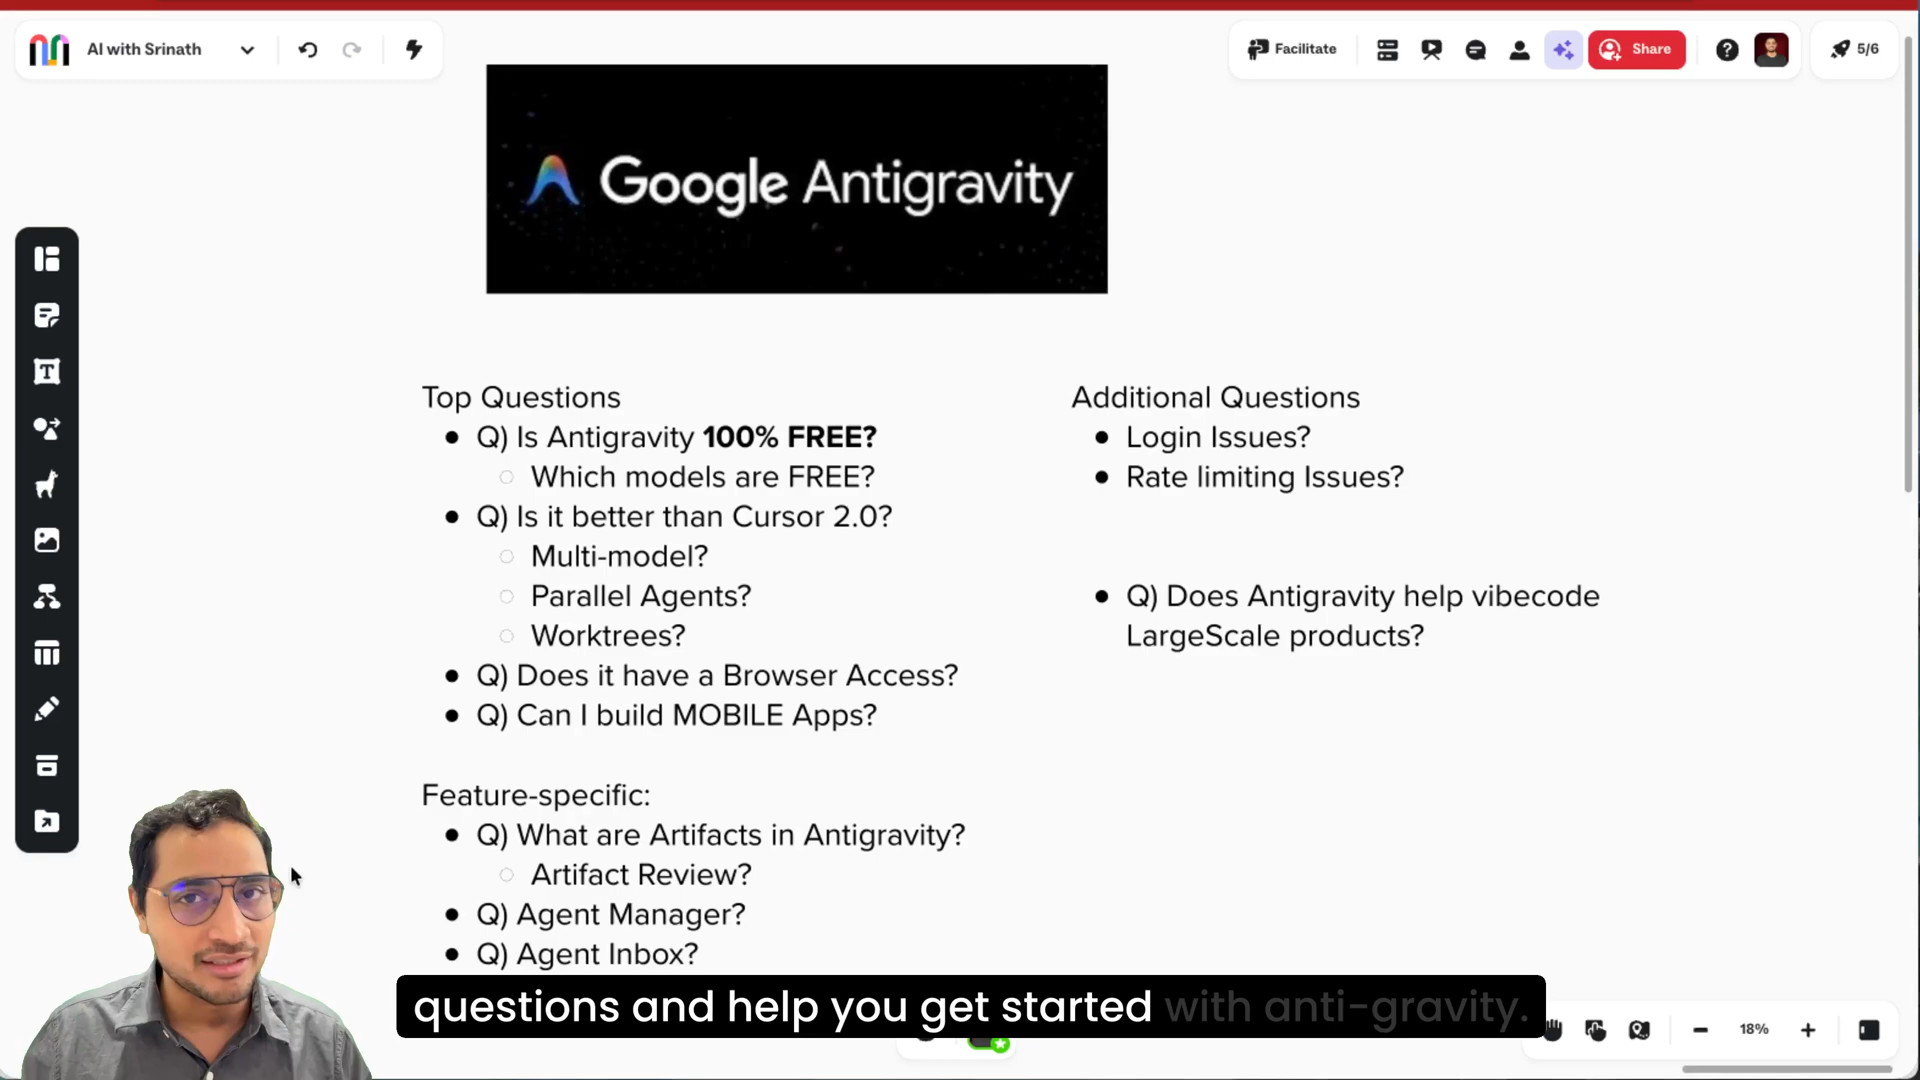 AI with Srinath
Facilitate
Share
5/6
Google Antigravity
Top Questions
Q) Is Antigravity 100% FREE?
Which models are FREE?
Q) Is it better than Cursor 2.0?
Multi-model?
Parallel Agents?
Worktrees?
Q) Does it have a Browser Access?
Q) Can I build MOBILE Apps?
Feature-specific:
Q) What are Artifacts in Antigravity?
Artifact Review?
Q) Agent Manager?
Q) Agent Inbox?
Additional Questions
Login Issues?
Rate limiting Issues?
Q) Does Antigravity help vibecode
LargeScale products?
questions and help you get started with anti-gravity.
18%